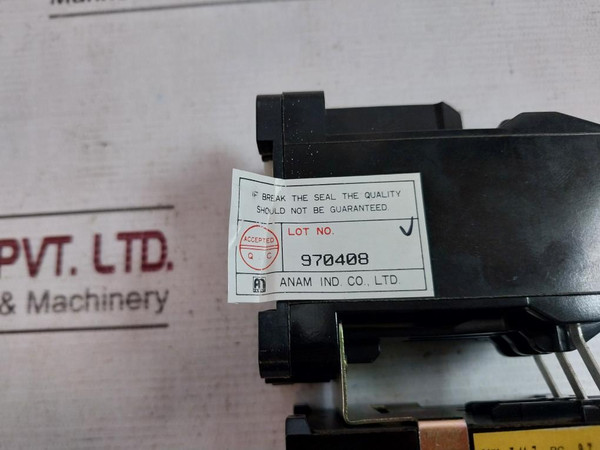 IF BREAK THE SEAL THE QUALITY
SHOULD NOT BE GUARANTEED.
ACCEPTED
Q C
LOT NO.
970408
ANAM IND. CO., LTD.
PVT. LTD.
& Machinery